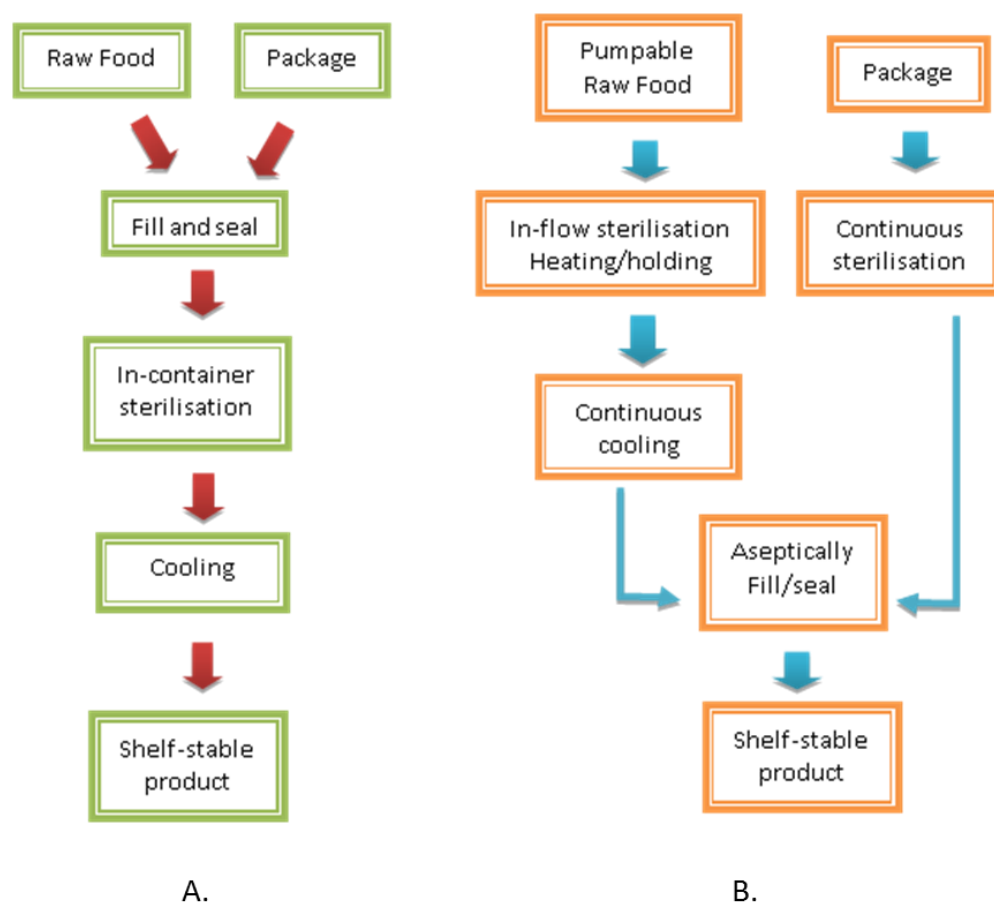 Raw Food
Package
Fill and seal
In-container
sterilisation
Cooling
Shelf-stable
product
A.
Pumpable
Raw Food
Package
In-flow sterilisation
Heating/holding
Continuous
sterilisation
Continuous
cooling
Aseptically
Fill/seal
Shelf-stable
product
B.